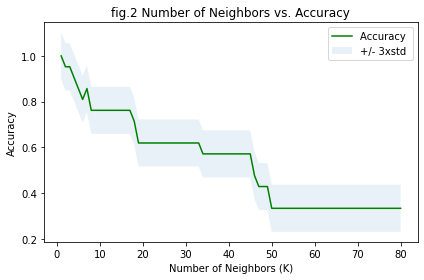 fig.2 Number of Neighbors vs. Accuracy
Accuracy
+/- 3xstd
1.0
0.8
0.6
0.4
0.2
Accuracy
0 10 20 30 40 50 60 70 80
Number of Neighbors (K)